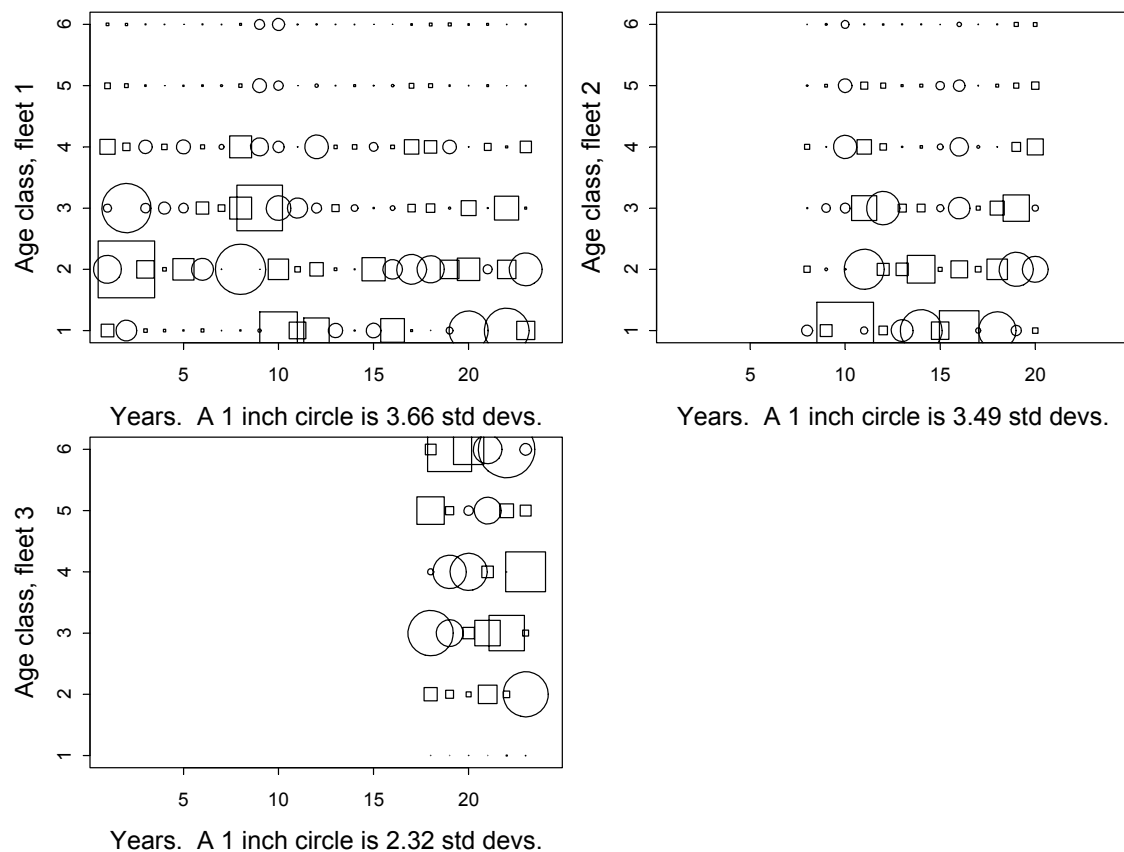 6
5
4
3
2
1
Age class, fleet 1
5 10 15 20
Years. A 1 inch circle is 3.66 std devs.
6
5
4
3
2
1
Age class, fleet 2
5 10 15 20
Years. A 1 inch circle is 3.49 std devs.
6
5
4
3
2
1
Age class, fleet 3
5 10 15 20
Years. A 1 inch circle is 2.32 std devs.